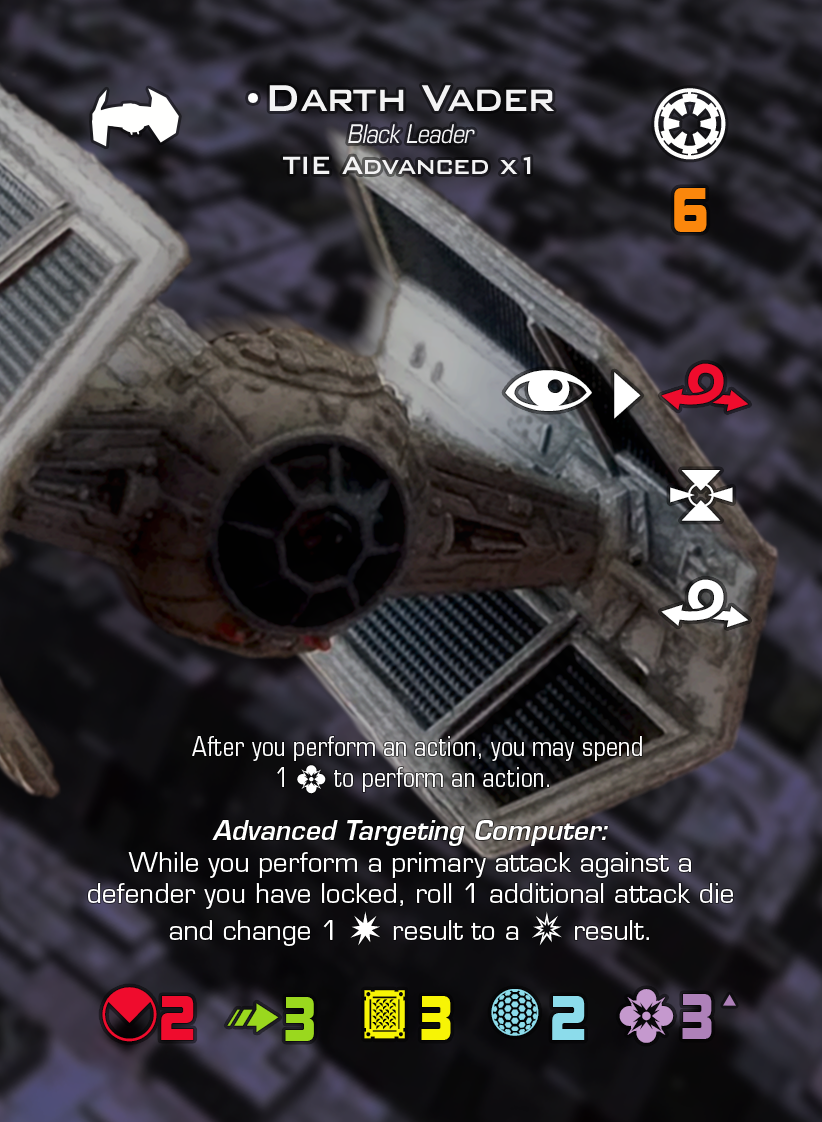 •Darth Vader
Black Leader
TIE Advanced x1
6
After you perform an action, you may spend
1 to perform an action.
Advanced Targeting Computer:
While you perform a primary attack against a
defender you have locked, roll 1 additional attack die
and change 1 result to a result.
2 3 3 2 3